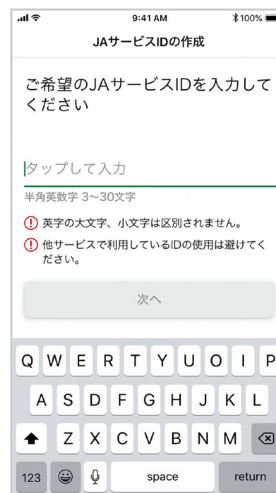 9:41 AM
100%
JAサービスIDの作成
ご希望のJAサービスIDを入力して
ください
タップして入力
半角英数字 3〜30文字
英字の大文字、小文字は区別されま
せん。
他サービスで利用しているIDの使用は避けてく
ださい。
次へ
Q W E R T Y U O I P
A S D F G H J K L
Z X C V B N M
123
space
return